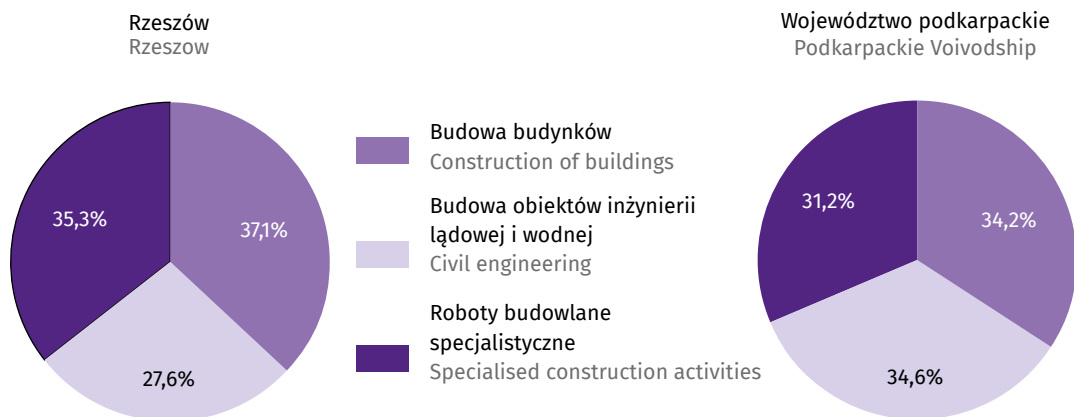 Rzeszów
Rzeszow
35,3%
37,1%
27,6%
Budowa budynków
Construction of buildings
Budowa obiektów inżynierii
lądowej i wodnej
Civil engineering
Roboty budowlane
specjalistyczne
Specialised construction activities
Województwo podkarpackie
Podkarpackie Voivodship
31,2%
34,2%
34,6%